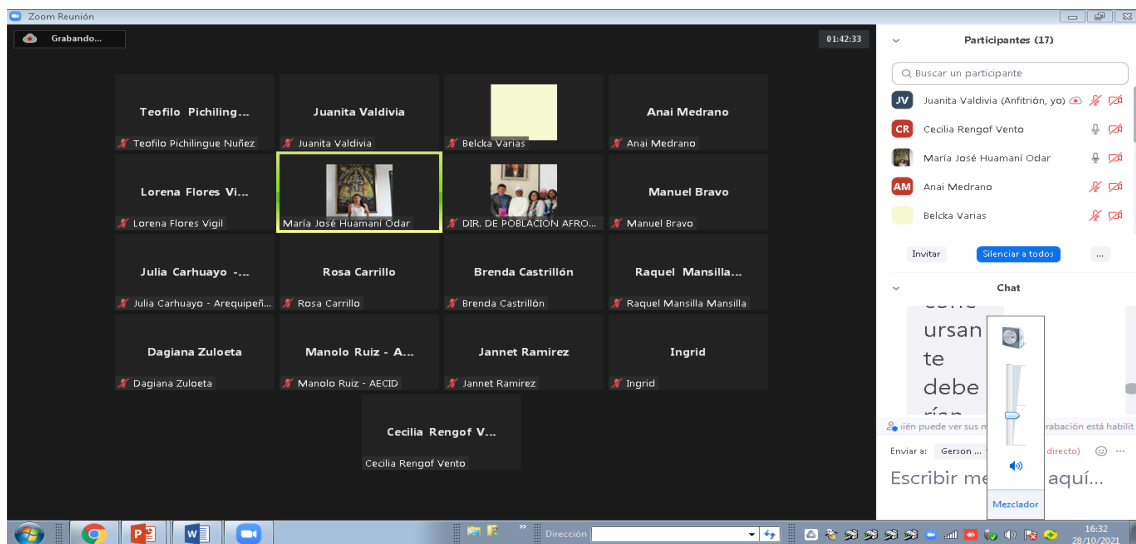 Zoom Reunión
Grabando...
01:42:33
Teofilo Pichiling...
Juanita Valdivia
Anai Medrano
Teofilo Pichilingue Nuñez
Juanita Valdivia
Belcka Varias
Anai Medrano
Lorena Flores Vi...
Manuel Bravo
Lorena Flores Vigil
María José Huamaní Odar
DIR. DE POBLACIÓN AFRO...
Manuel Bravo
Julia Carhuayo -...
Rosa Carrillo
Brenda Castrillón
Raquel Mansilla...
Julia Carhuayo - Arequipeñ...
Rosa Carrillo
Brenda Castrillón
Raquel Mansilla Mansilla
Dagiana Zuloeta
Manolo Ruiz - A...
Jannet Ramirez
Ingrid
Dagiana Zuloeta
Manolo Ruiz - AECID
Jannet Ramirez
Ingrid
Cecilia Rengof V...
Cecilia Rengof Vento
Participantes (17)
Buscar un participante
JV Juanita Valdivia (Anfitrión, yo)
CR Cecilia Rengof Vento
María José Huamaní Odar
AM Anai Medrano
Belcka Varias
Invitar
Silenciar a todos
...
Chat
ursan
te
debe
ién puede ver sus
rabación está habilit
Enviar a: Gerson ...
directo)
Escribir me
aquí...
Mezclador
Dirección
16:32
28/10/2021